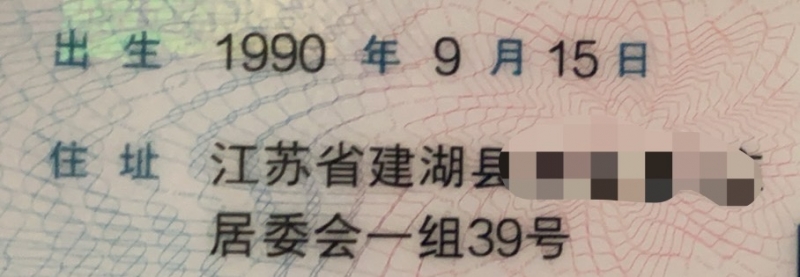 出生 1990 年 9 月 15 日
住址 江苏省建湖县
居委会一组39号